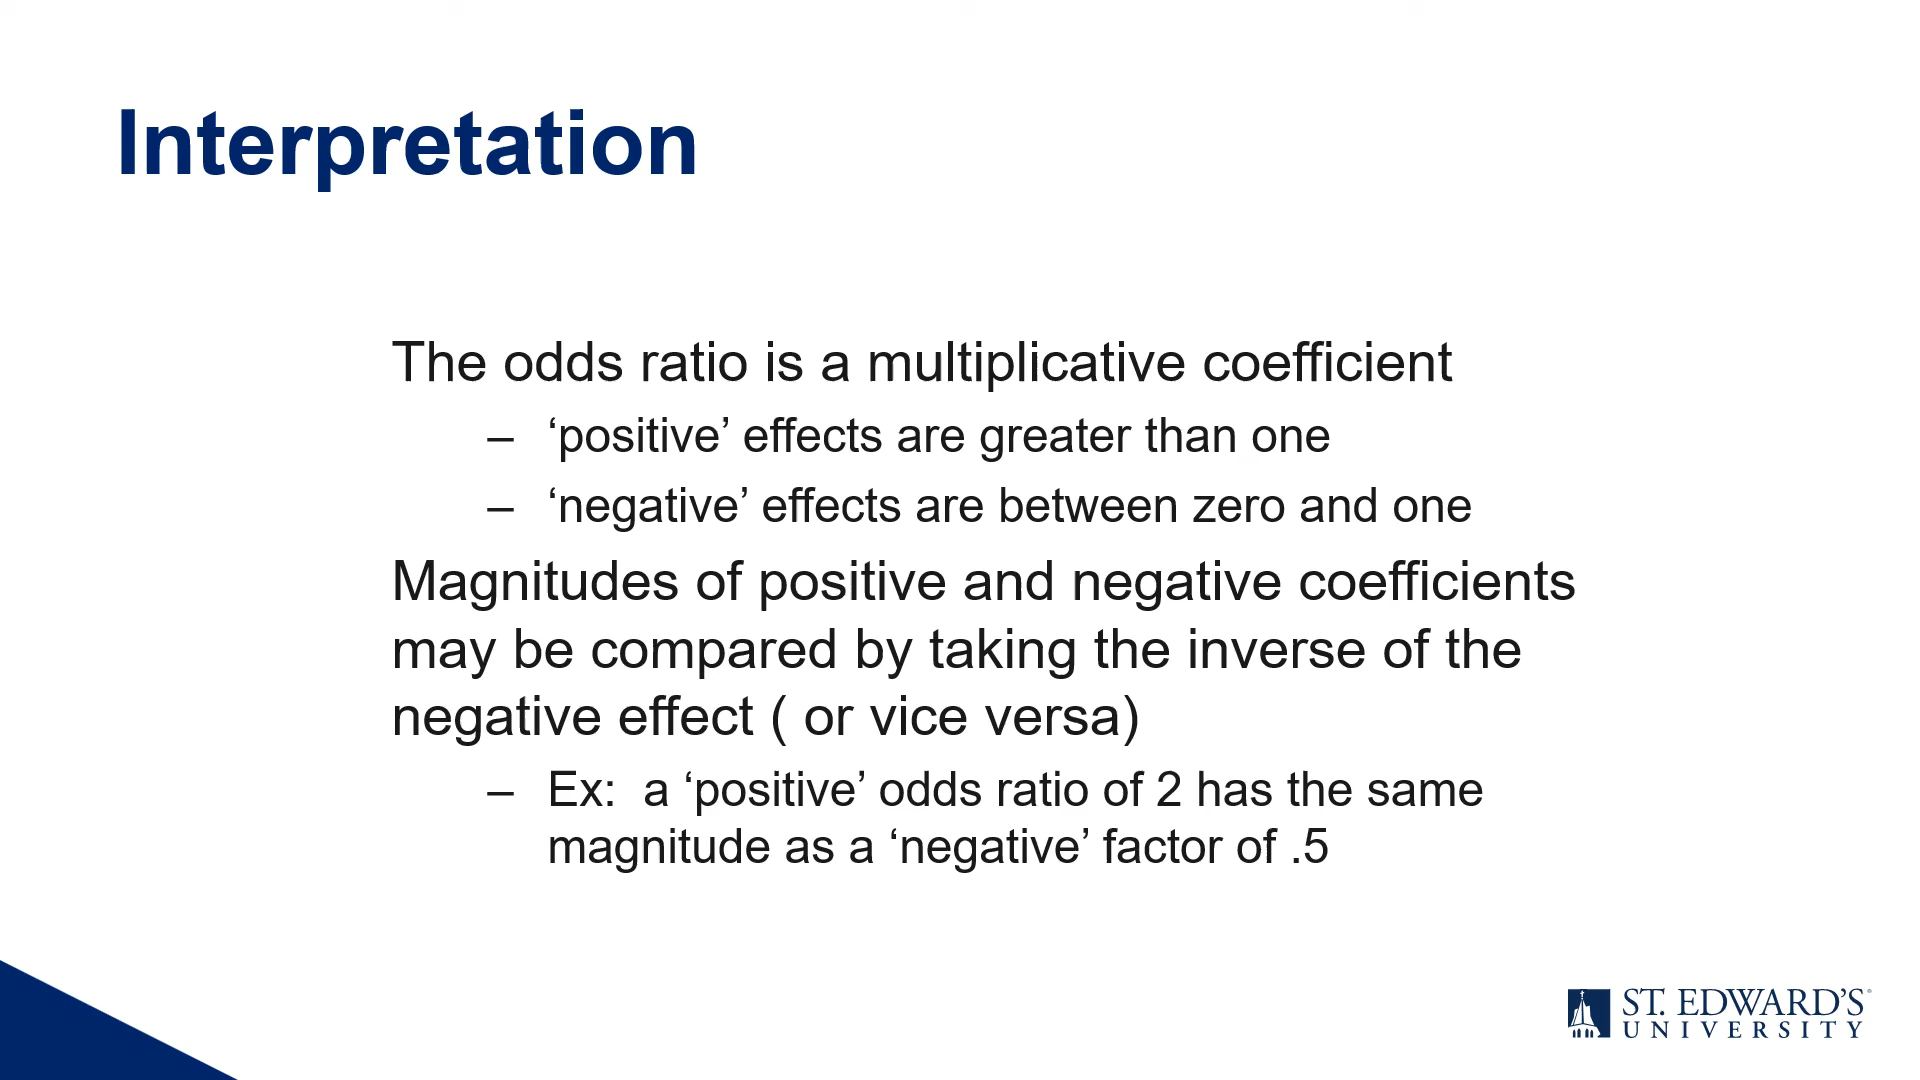 Interpretation
The odds ratio is a multiplicative coefficient
– ‘positive’ effects are greater than one
– ‘negative’ effects are between zero and one
Magnitudes of positive and negative coefficients
may be compared by taking the inverse of the
negative effect ( or vice versa)
– Ex:  a ‘positive’ odds ratio of 2 has the same
magnitude as a ‘negative’ factor of .5
ST. EDWARD’S
UNIVERSITY